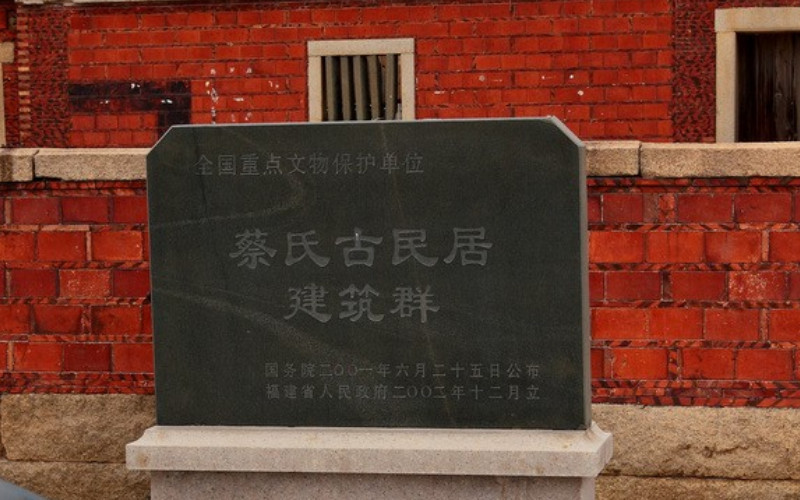 全国重点文物保护单位
蔡氏古民居
建筑群
国务院二〇〇一年六月二十五日公布
福建省人民政府二〇〇二年十二月立